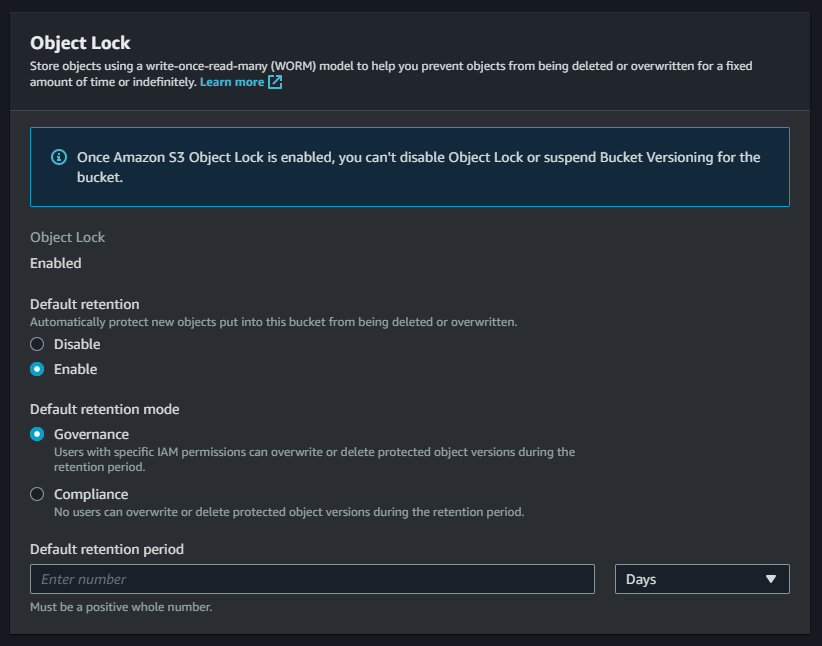 Object Lock
Store objects using a write-once-read-many (WORM) model to help you prevent objects from being deleted or overwritten for a fixed
amount of time or indefinitely. Learn more
Once Amazon S3 Object Lock is enabled, you can't disable Object Lock or suspend Bucket Versioning for the
bucket.
Object Lock
Enabled
Default retention
Automatically protect new objects put into this bucket from being deleted or overwritten.
Disable
Enable
Default retention mode
Governance
Users with specific IAM permissions can overwrite or delete protected object versions during the
retention period.
Compliance
No users can overwrite or delete protected object versions during the retention period.
Default retention period
Enter number
Days
Must be a positive whole number.